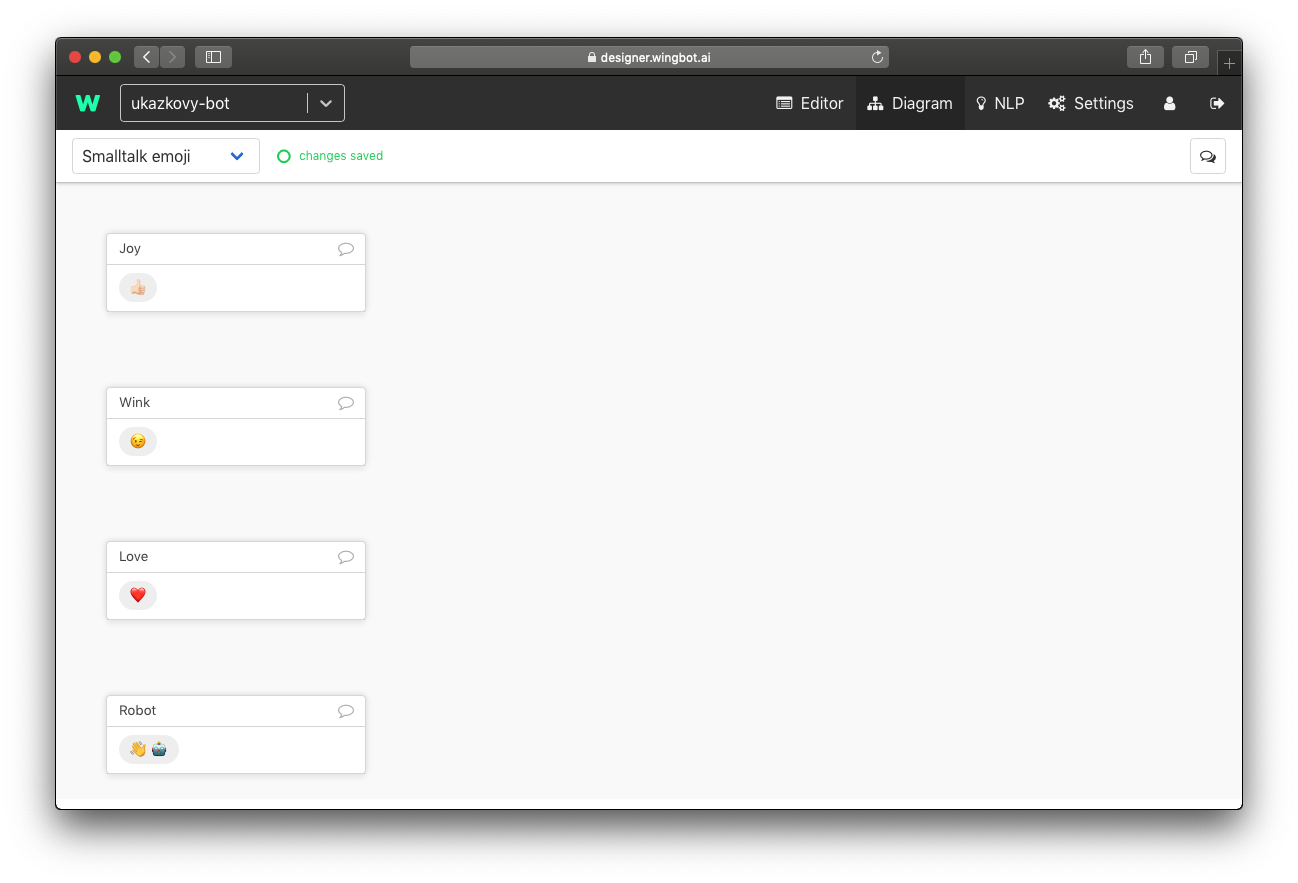 designer.wingbot.ai
W ukazkovy-bot Editor Diagram NLP Settings
Smalltalk emoji changes saved
Joy
👍🏻
Wink
😉
Love
❤️
Robot
👋 🤖